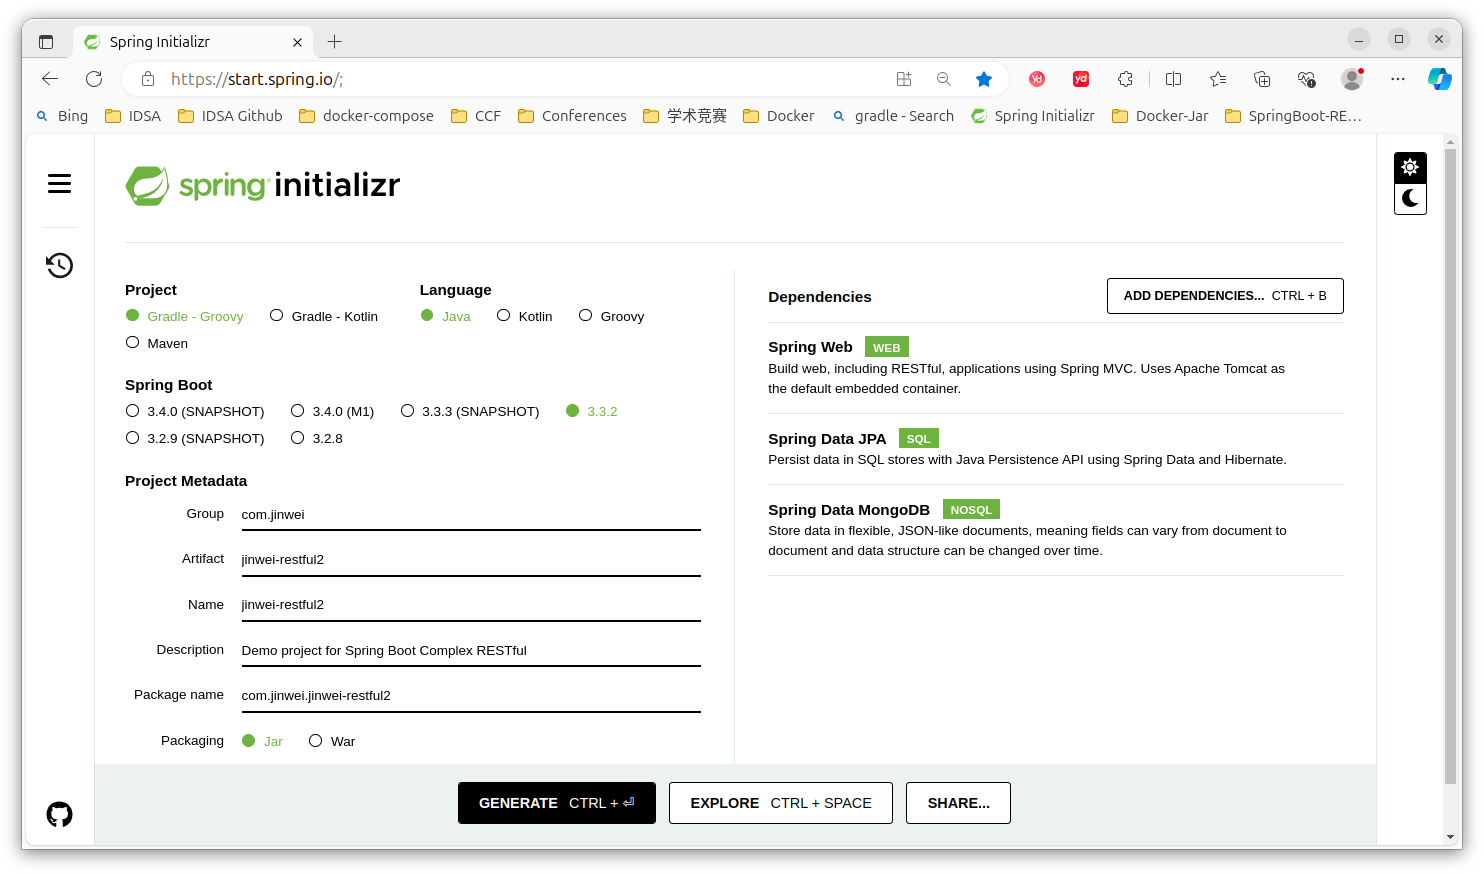 Spring Initializr
https://start.spring.io/;
Bing IDSA IDSA Github docker-compose CCF Conferences 学术竞赛 Docker gradle - Search Spring Initializr Docker-Jar SpringBoot-RE...
spring initializr
Project
Gradle - Groovy Gradle - Kotlin
Maven
Language
Java Kotlin Groovy
Spring Boot
3.4.0 (SNAPSHOT) 3.4.0 (M1) 3.3.3 (SNAPSHOT) 3.3.2
3.2.9 (SNAPSHOT) 3.2.8
Project Metadata
Group com.jinwei
Artifact jinwei-restful2
Name jinwei-restful2
Description Demo project for Spring Boot Complex RESTful
Package name com.jinwei.jinwei-restful2
Packaging Jar War
Dependencies
ADD DEPENDENCIES... CTRL + B
Spring Web WEB
Build web, including RESTful, applications using Spring MVC. Uses Apache Tomcat as
the default embedded container.
Spring Data JPA SQL
Persist data in SQL stores with Java Persistence API using Spring Data and Hibernate.
Spring Data MongoDB NOSQL
Store data in flexible, JSON-like documents, meaning fields can vary from document to
document and data structure can be changed over time.
GENERATE CTRL + ⏎
EXPLORE CTRL + SPACE
SHARE...